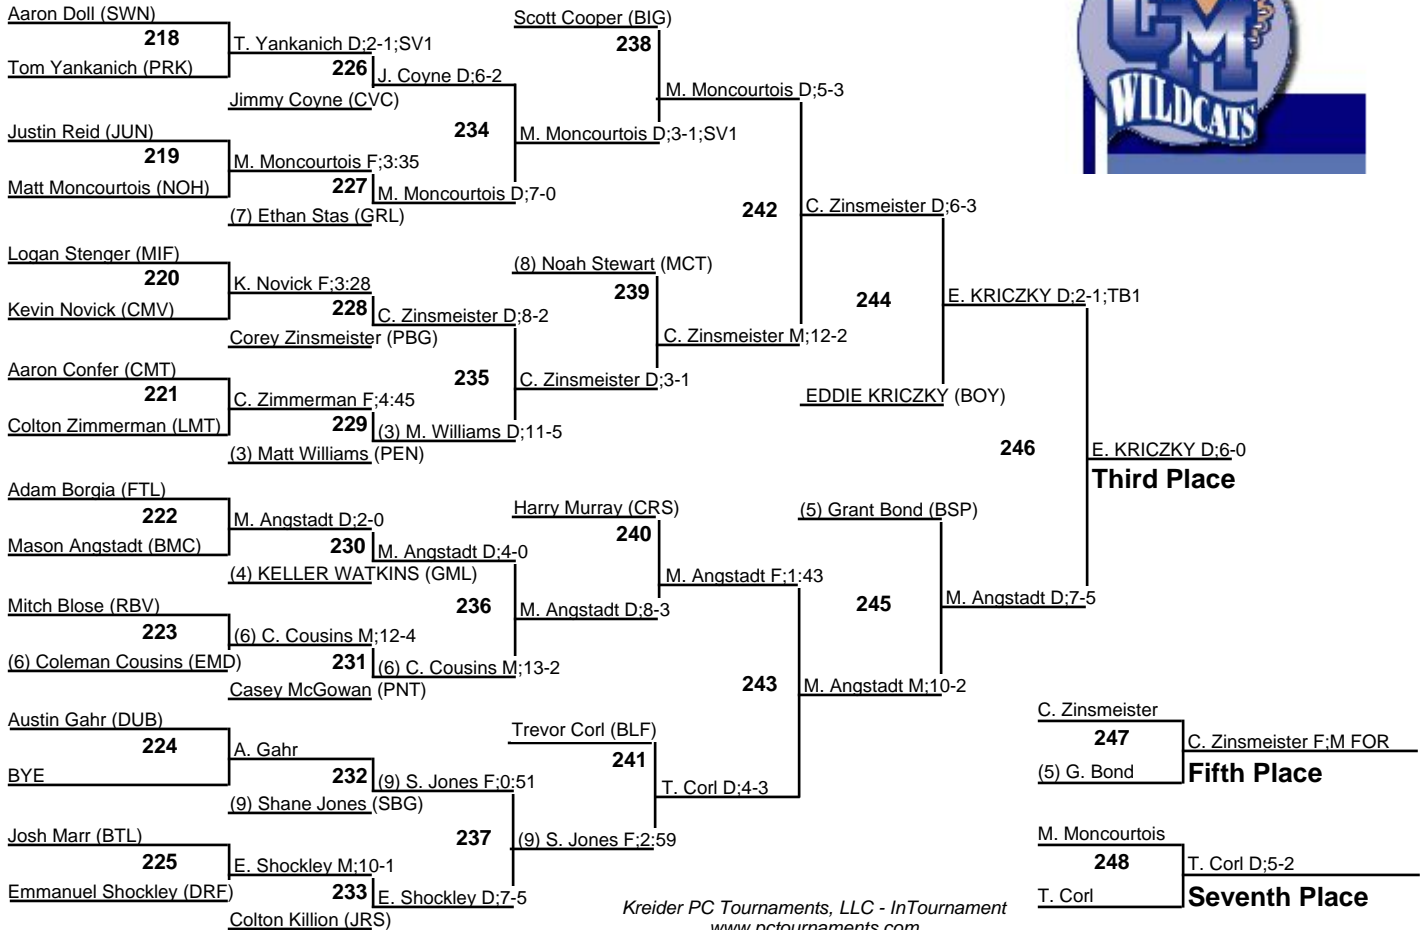 Aaron Doll (SWN)
218
Tom Yankanich (PRK)
T. Yankanich D;2-1;SV1
226
Jimmy Coyne (CVC)
J. Coyne D;6-2
Justin Reid (JUN)
219
Matt Moncourtois (NOH)
M. Moncourtois F;3:35
227
(7) Ethan Stas (GRL)
M. Moncourtois D;7-0
234
M. Moncourtois D;3-1;SV1
Scott Cooper (BIG)
238
M. Moncourtois D;5-3
Logan Stenger (MIF)
220
Kevin Novick (CMV)
K. Novick F;3:28
228
Corey Zinsmeister (PBG)
C. Zinsmeister D;8-2
Aaron Confer (CMT)
221
Colton Zimmerman (LMT)
C. Zimmerman F;4:45
229
(3) Matt Williams (PEN)
(3) M. Williams D;11-5
235
C. Zinsmeister D;3-1
(8) Noah Stewart (MCT)
239
C. Zinsmeister M;12-2
242
C. Zinsmeister D;6-3
244
EDDIE KRICZKY (BOY)
E. KRICZKY D;2-1;TB1
Adam Borgia (FTL)
222
Mason Angstadt (BMC)
M. Angstadt D;2-0
230
(4) KELLER WATKINS (GML)
M. Angstadt D;4-0
Mitch Blose (RBV)
223
(6) Coleman Cousins (EMD)
(6) C. Cousins M;12-4
231
Casey McGowan (PNT)
(6) C. Cousins M;13-2
236
M. Angstadt D;8-3
Harry Murray (CRS)
240
M. Angstadt F;1:43
Austin Gahr (DUB)
224
BYE
A. Gahr
232
(9) Shane Jones (SBG)
(9) S. Jones F;0:51
Josh Marr (BTL)
225
Emmanuel Shockley (DRF)
E. Shockley M;10-1
233
Colton Killion (JRS)
E. Shockley D;7-5
237
(9) S. Jones F;2:59
Trevor Corl (BLF)
241
T. Corl D;4-3
243
M. Angstadt M;10-2
(5) Grant Bond (BSP)
245
M. Angstadt D;7-5
246
E. KRICZKY D;6-0
Third Place
C. Zinsmeister
247
(5) G. Bond
C. Zinsmeister F;M FOR
Fifth Place
M. Moncourtois
248
T. Corl
T. Corl D;5-2
Seventh Place
Kreider PC Tournaments, LLC - InTournament
www.pctournaments.com
CM
WILDCATS